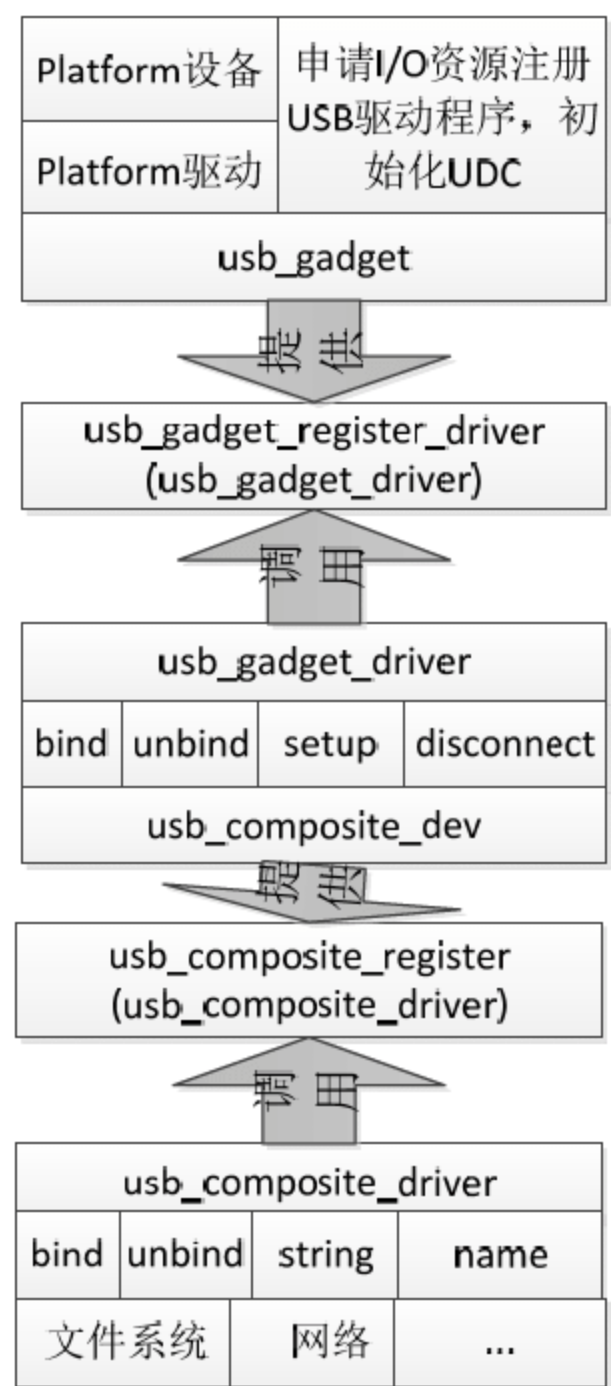 Platform设备
申请I/O资源注册
USB驱动程序，初
始化UDC
Platform驱动
usb_gadget
提供
usb_gadget_register_driver
(usb_gadget_driver)
调用
usb_gadget_driver
bind unbind setup disconnect
usb_composite_dev
提供
usb_composite_register
(usb_composite_driver)
调用
usb_composite_driver
bind unbind string name
文件系统 网络 ...